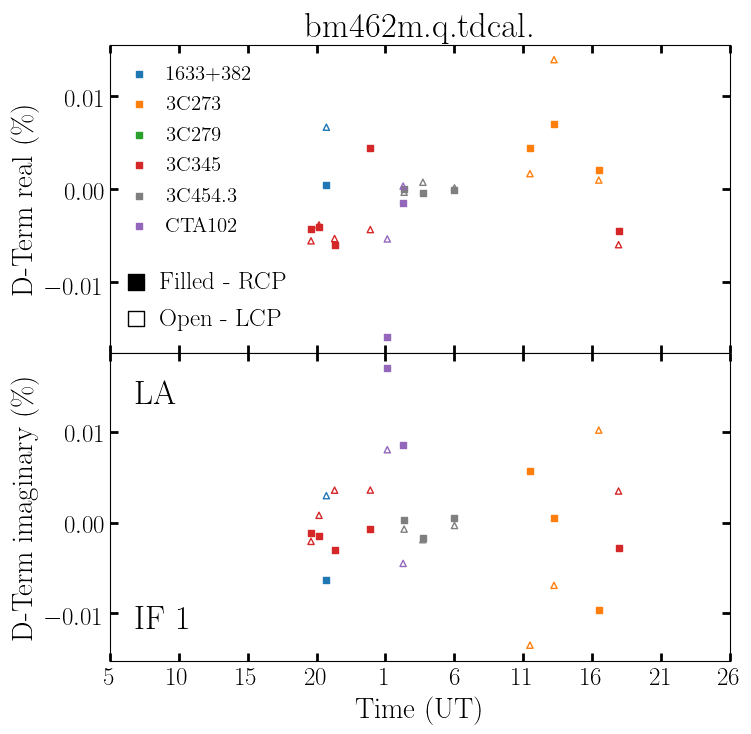 bm462m.q.tdcal.
D-Term real (%)
0.01
0.00
−0.01
1633+382
3C273
3C279
3C345
3C454.3
CTA102
Filled - RCP
Open - LCP
D-Term imaginary (%)
0.01
0.00
−0.01
LA
IF 1
5 10 15 20 1 6 11 16 21 26
Time (UT)